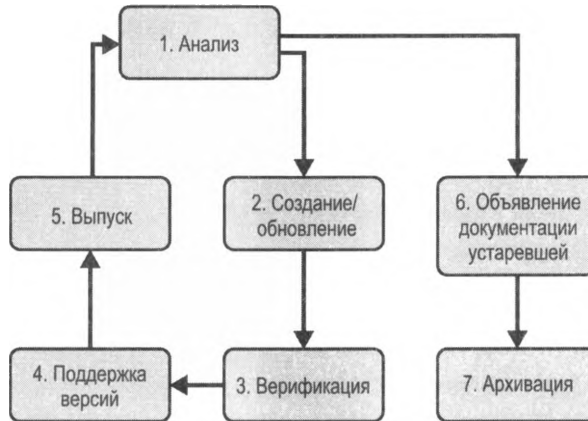 1. Анализ
5. Выпуск
2. Создание/
обновление
6. Объявление
документации
устаревшей
4. Поддержка
версий
3. Верификация
7. Архивация